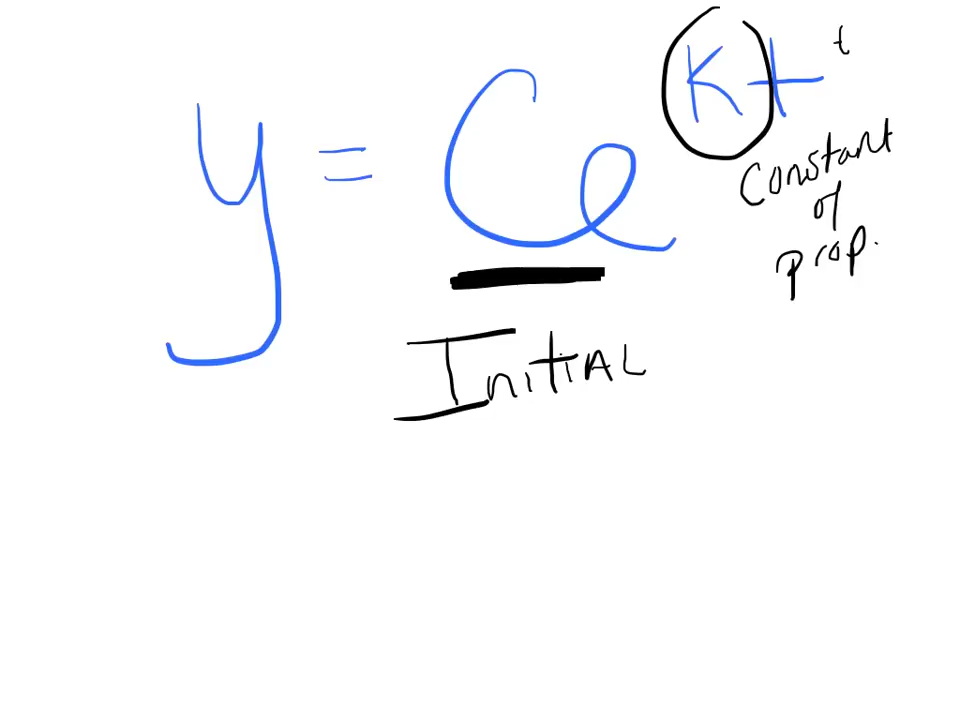 y = Ce^{Kt}
t
Constant
of
prop.
Initial